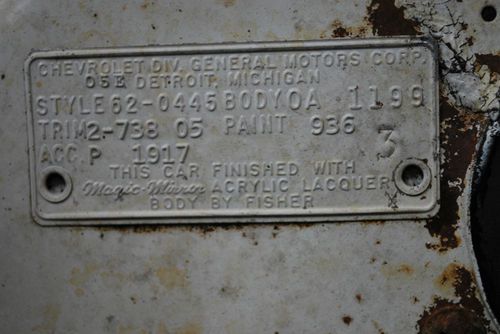 CHEVROLET DIV. GENERAL MOTORS CORP.
05E DETROIT, MICHIGAN
STYLE 62-0445 BODY OA 1199
TRIM 2-738 05 PAINT 936
ACC. P 1917 3
THIS CAR FINISHED WITH
Magic-Mirror ACRYLIC LACQUER
BODY BY FISHER